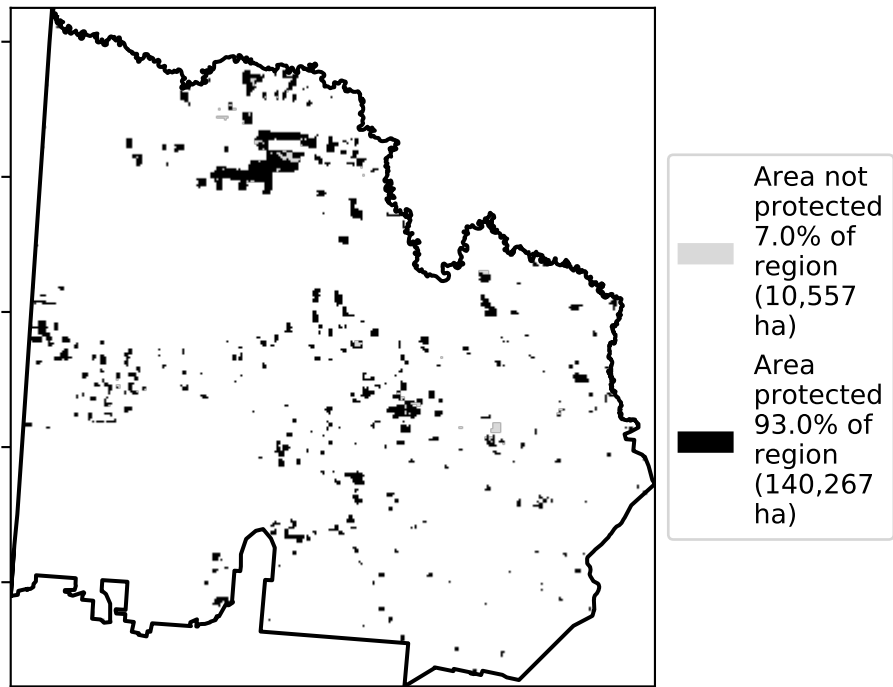 Area not
protected
7.0% of
region
(10,557
ha)
Area
protected
93.0% of
region
(140,267
ha)